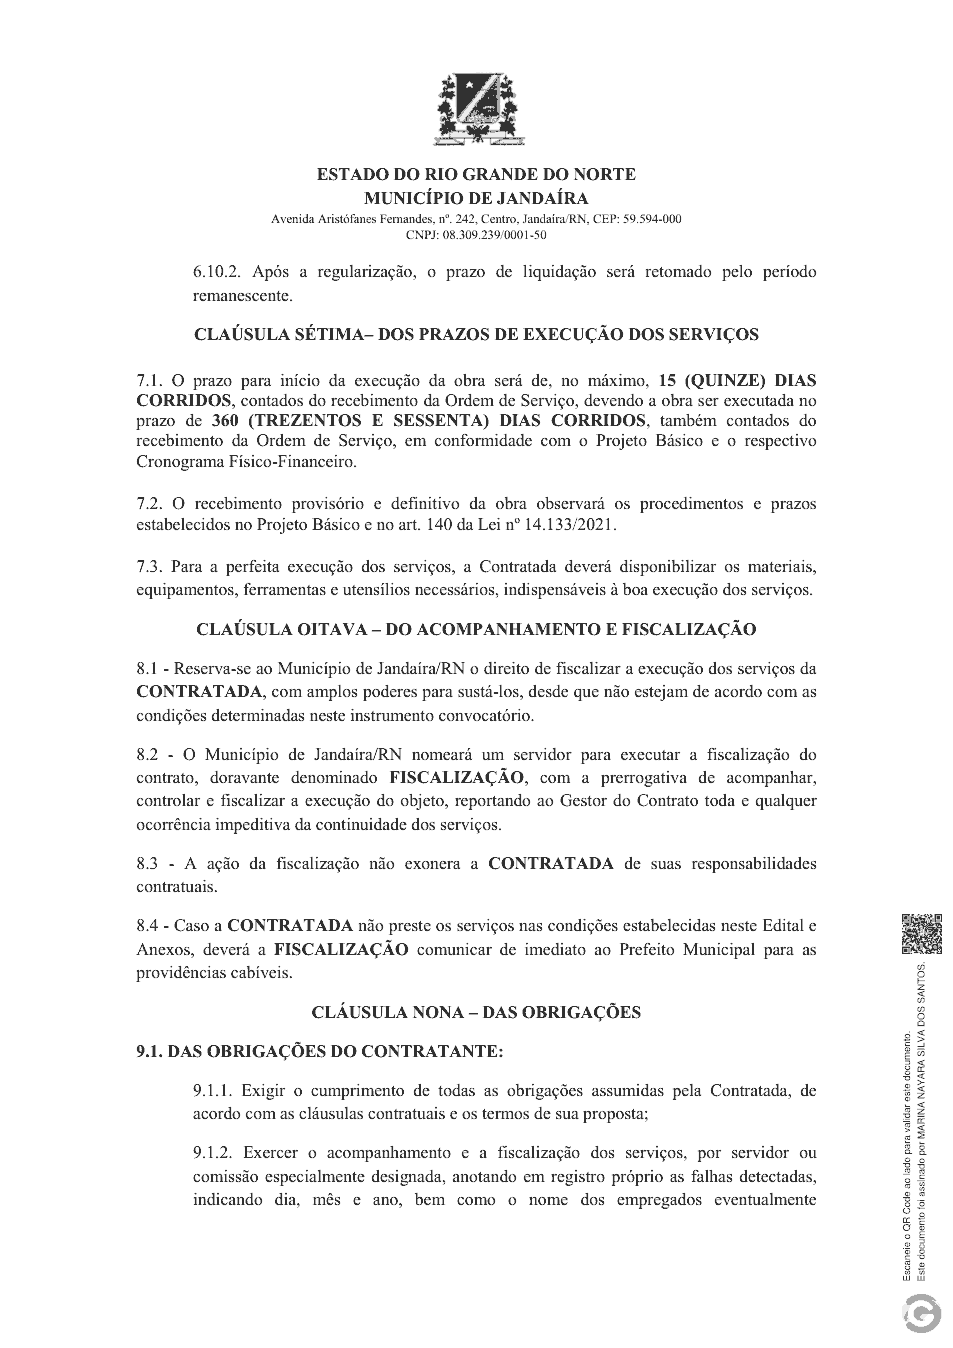 ESTADO DO RIO GRANDE DO NORTE
MUNICÍPIO DE JANDAÍRA
Avenida Aristófanes Fernandes, nº. 242, Centro, Jandaíra/RN, CEP: 59.594-000
CNPJ: 08.309.239/0001-50
6.10.2. Após a regularização, o prazo de liquidação será retomado pelo período
remanescente.
CLAÚSULA SÉTIMA– DOS PRAZOS DE EXECUÇÃO DOS SERVIÇOS
7.1. O prazo para início da execução da obra será de, no máximo, 15 (QUINZE) DIAS
CORRIDOS, contados do recebimento da Ordem de Serviço, devendo a obra ser executada no
prazo de 360 (TREZENTOS E SESSENTA) DIAS CORRIDOS, também contados do
recebimento da Ordem de Serviço, em conformidade com o Projeto Básico e o respectivo
Cronograma Físico-Financeiro.
7.2. O recebimento provisório e definitivo da obra observará os procedimentos e prazos
estabelecidos no Projeto Básico e no art. 140 da Lei nº 14.133/2021.
7.3. Para a perfeita execução dos serviços, a Contratada deverá disponibilizar os materiais,
equipamentos, ferramentas e utensílios necessários, indispensáveis à boa execução dos serviços.
CLAÚSULA OITAVA – DO ACOMPANHAMENTO E FISCALIZAÇÃO
8.1 - Reserva-se ao Município de Jandaíra/RN o direito de fiscalizar a execução dos serviços da
CONTRATADA, com amplos poderes para sustá-los, desde que não estejam de acordo com as
condições determinadas neste instrumento convocatório.
8.2 - O Município de Jandaíra/RN nomeará um servidor para executar a fiscalização do
contrato, doravante denominado FISCALIZAÇÃO, com a prerrogativa de acompanhar,
controlar e fiscalizar a execução do objeto, reportando ao Gestor do Contrato toda e qualquer
ocorrência impeditiva da continuidade dos serviços.
8.3 - A ação da fiscalização não exonera a CONTRATADA de suas responsabilidades
contratuais.
8.4 - Caso a CONTRATADA não preste os serviços nas condições estabelecidas neste Edital e
Anexos, deverá a FISCALIZAÇÃO comunicar de imediato ao Prefeito Municipal para as
providências cabíveis.
CLÁUSULA NONA – DAS OBRIGAÇÕES
9.1. DAS OBRIGAÇÕES DO CONTRATANTE:
9.1.1. Exigir o cumprimento de todas as obrigações assumidas pela Contratada, de
acordo com as cláusulas contratuais e os termos de sua proposta;
9.1.2. Exercer o acompanhamento e a fiscalização dos serviços, por servidor ou
comissão especialmente designada, anotando em registro próprio as falhas detectadas,
indicando dia, mês e ano, bem como o nome dos empregados eventualmente
Escaneie o QR Code ao lado para validar este documento.
Este documento foi assinado por MARINA NAYARA SILVA DOS SANTOS.
G